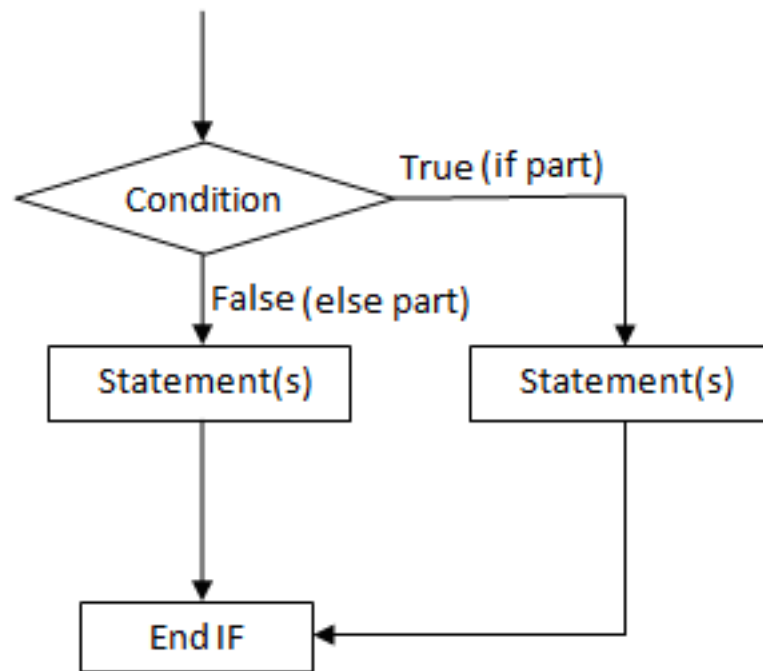 True (if part)
Condition
False (else part)
Statement(s)
Statement(s)
End IF